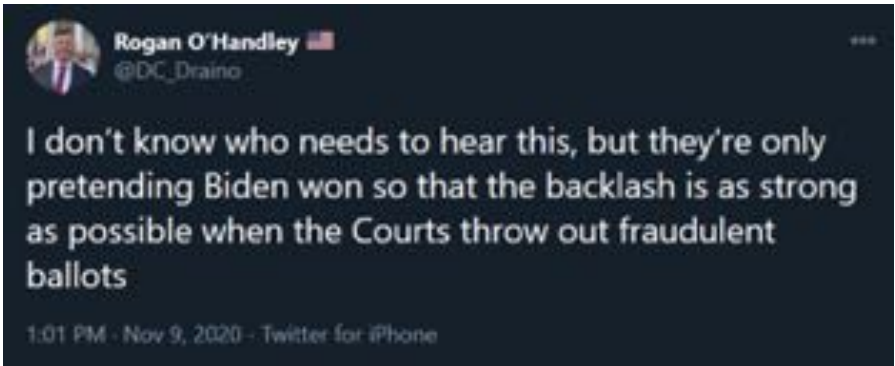 Rogan O'Handley
@DC_Draino
I don't know who needs to hear this, but they're only
pretending Biden won so that the backlash is as strong
as possible when the Courts throw out fraudulent
ballots
1:01 PM · Nov 9, 2020 · Twitter for iPhone